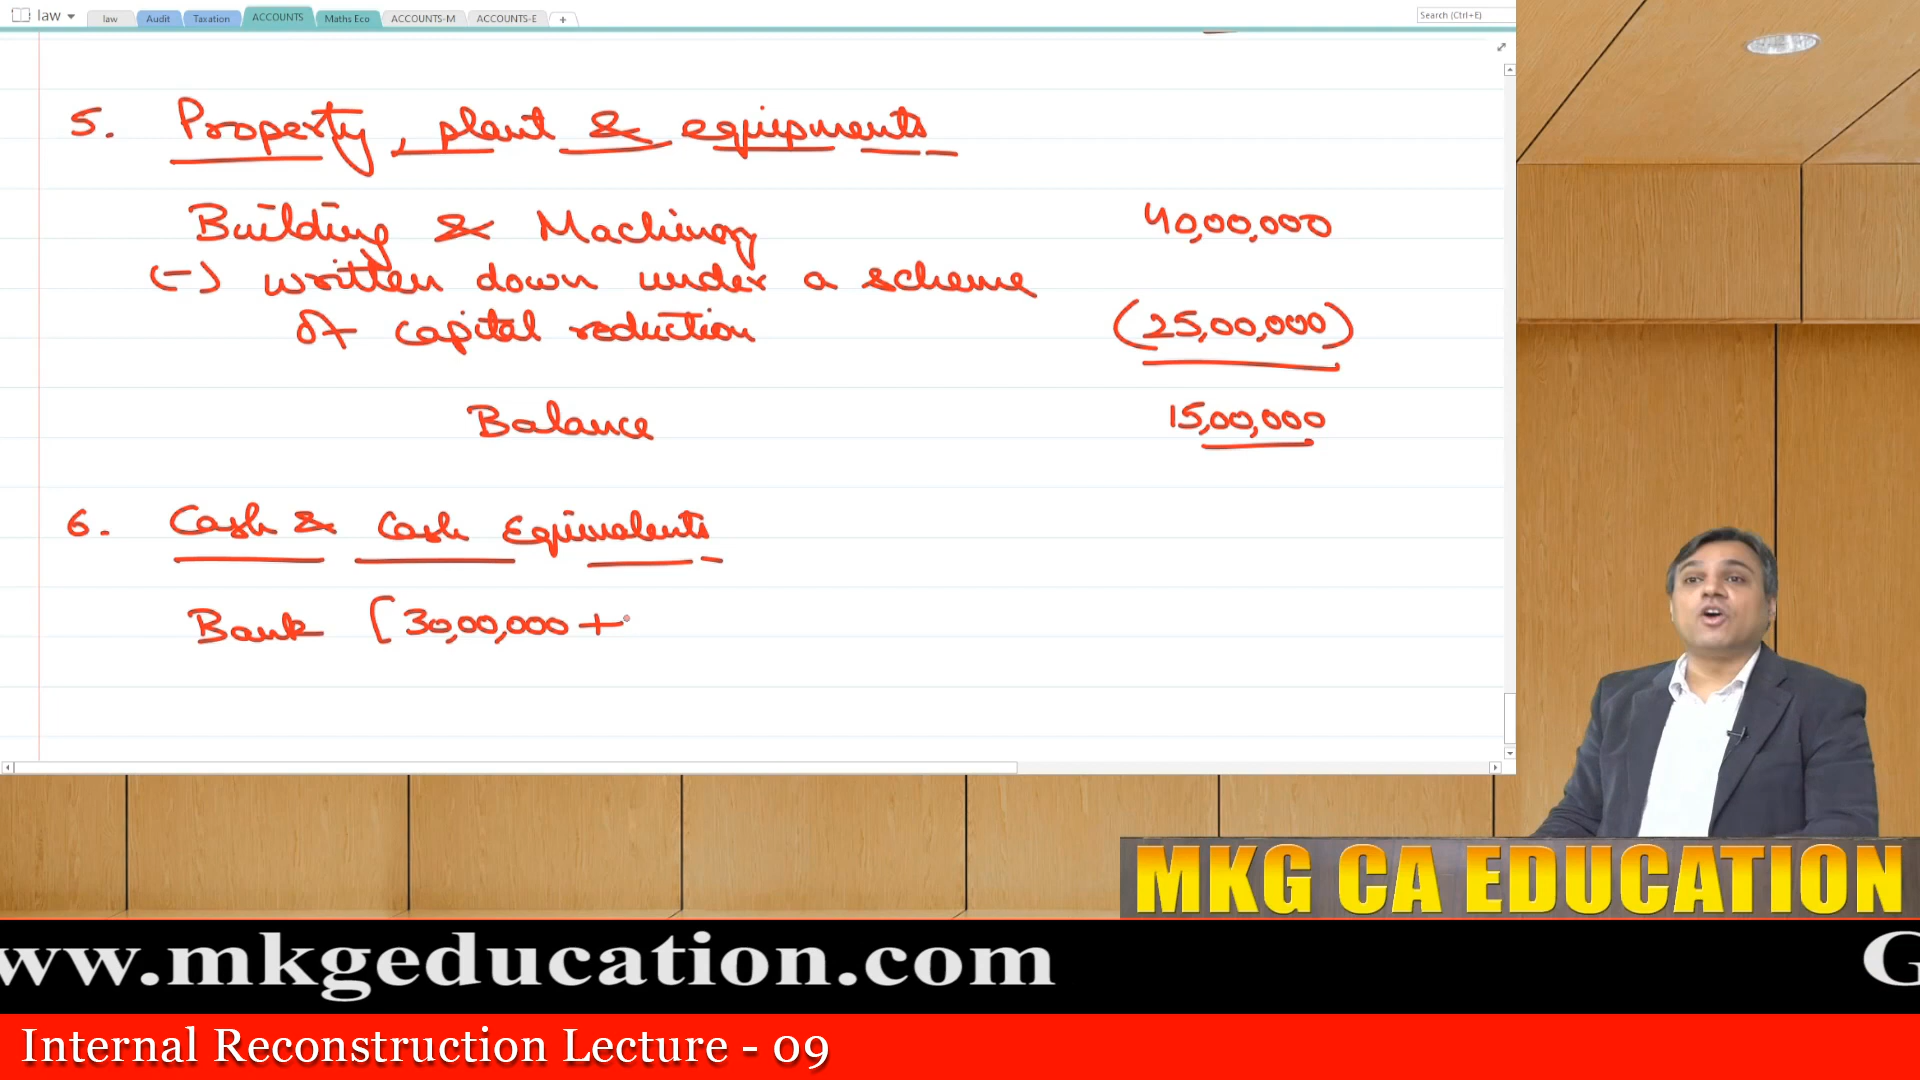 law
law Audit Taxation ACCOUNTS Maths Eco ACCOUNTS-M ACCOUNTS-E +
Search (Ctrl+E)
5. Property, plant & equipments
Building & Machinery 40,00,000
(-) written down under a scheme
of capital reduction (25,00,000)
Balance 15,00,000
6. Cash & Cash Equivalents
Bank [30,00,000 +
MKG CA EDUCATION
www.mkgeducation.com G
Internal Reconstruction Lecture - 09